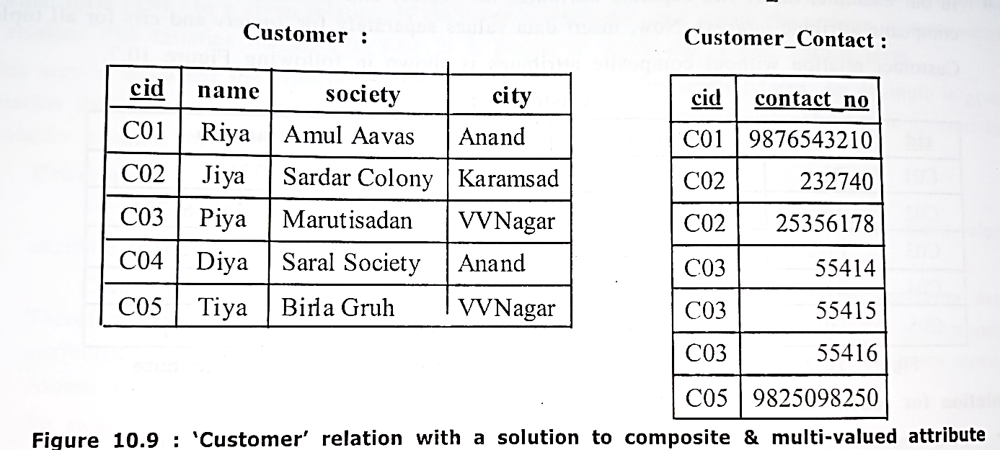 Customer :
cid name society city
C01 Riya Amul Aavas Anand
C02 Jiya Sardar Colony Karamsad
C03 Piya Marutisadan VVNagar
C04 Diya Saral Society Anand
C05 Tiya Birla Gruh VVNagar
Customer_Contact :
cid contact_no
C01 9876543210
C02 232740
C02 25356178
C03 55414
C03 55415
C03 55416
C05 9825098250
Figure 10.9 : ‘Customer’ relation with a solution to composite & multi-valued attribute